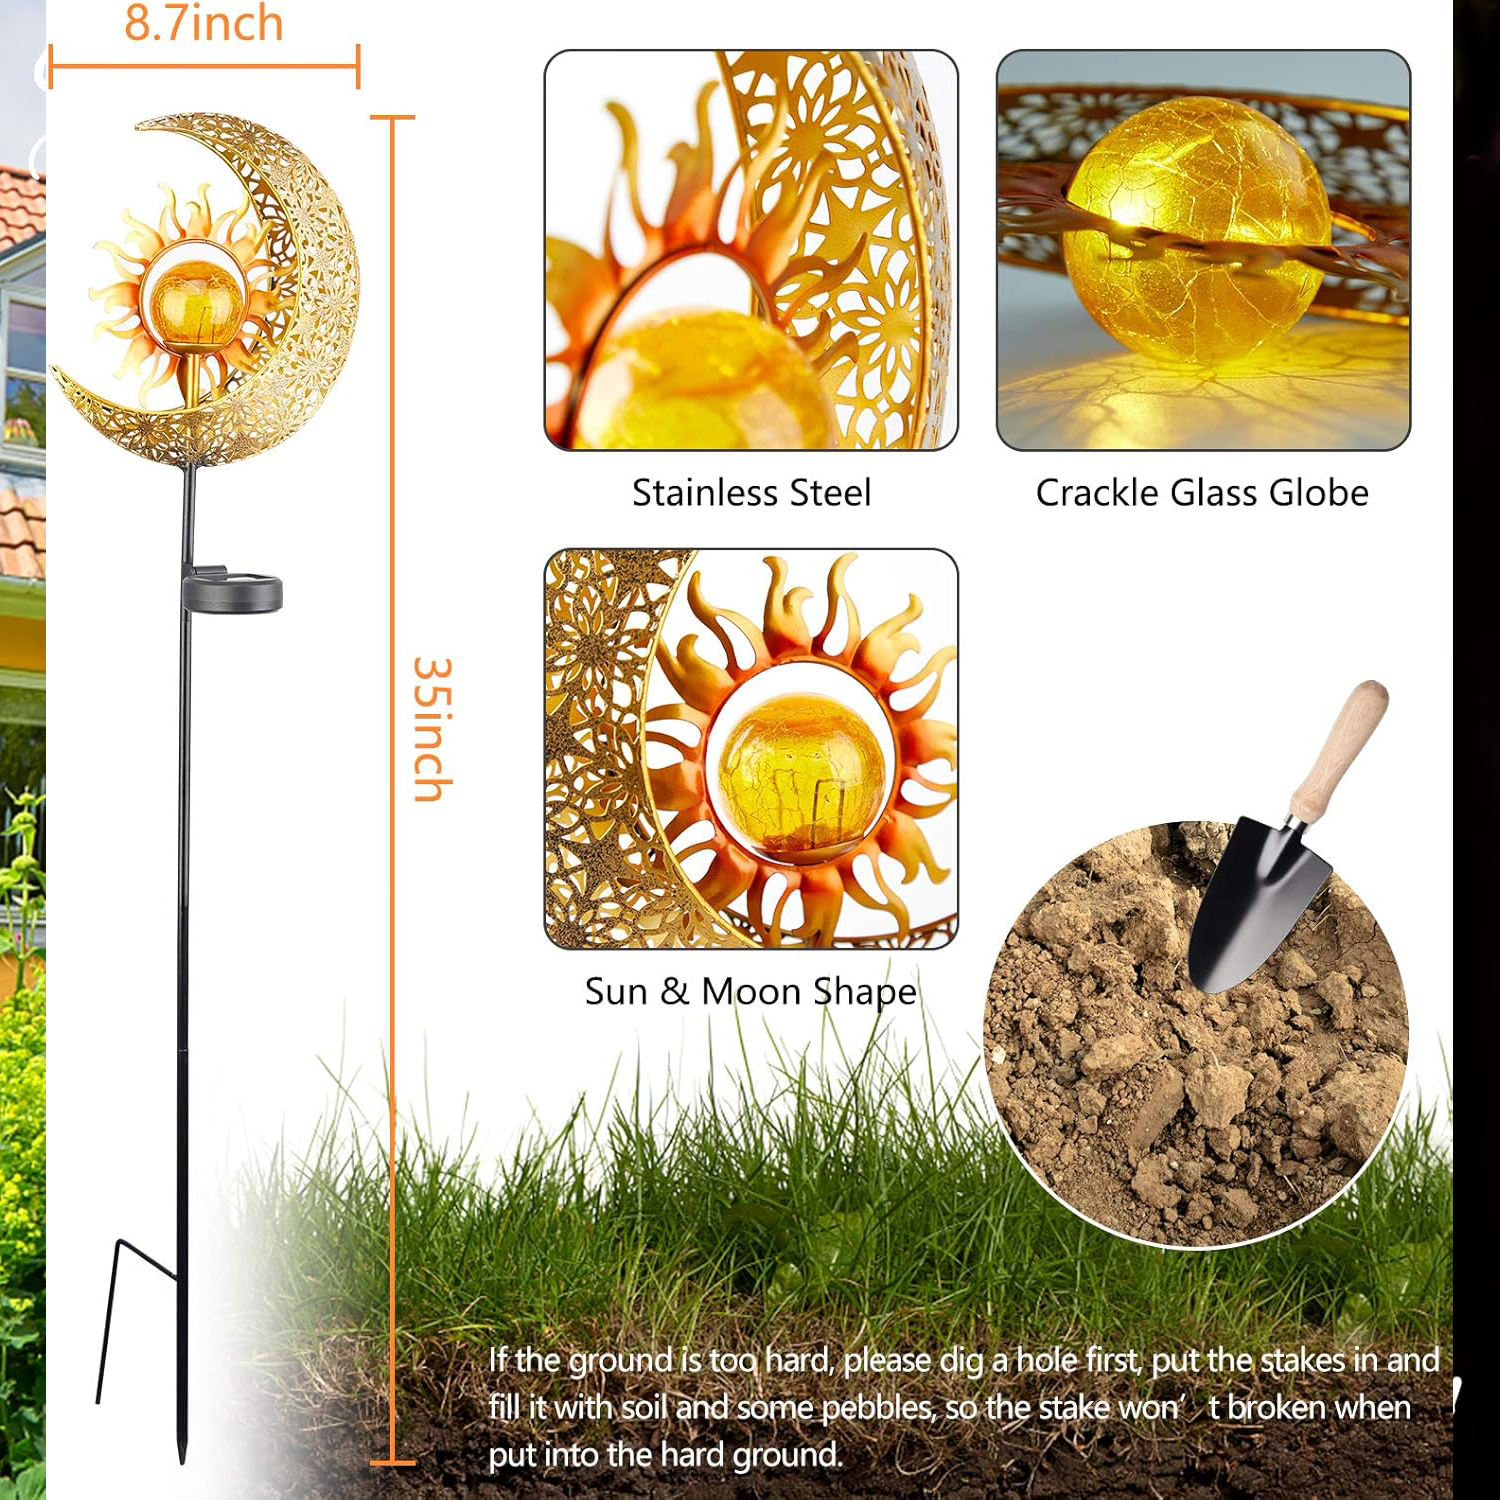 8.7inch
35inch
Stainless Steel
Crackle Glass Globe
Sun & Moon Shape
If the ground is too hard, please dig a hole first, put the stakes in and
fill it with soil and some pebbles, so the stake won’ t broken when
put into the hard ground.